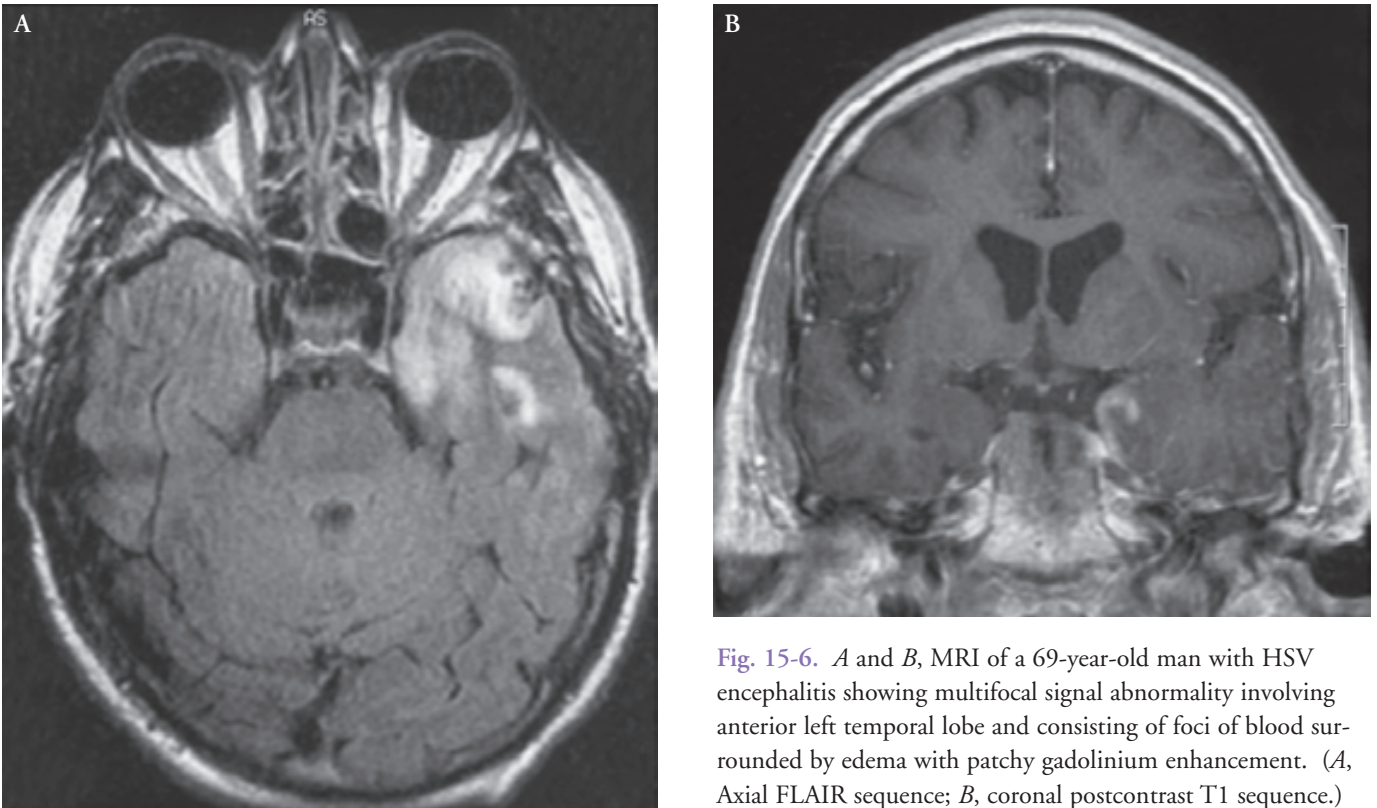 A
AS
B
Fig. 15-6. A and B, MRI of a 69-year-old man with HSV
encephalitis showing multifocal signal abnormality involving
anterior left temporal lobe and consisting of foci of blood sur-
rounded by edema with patchy gadolinium enhancement. (A,
Axial FLAIR sequence; B, coronal postcontrast T1 sequence.)